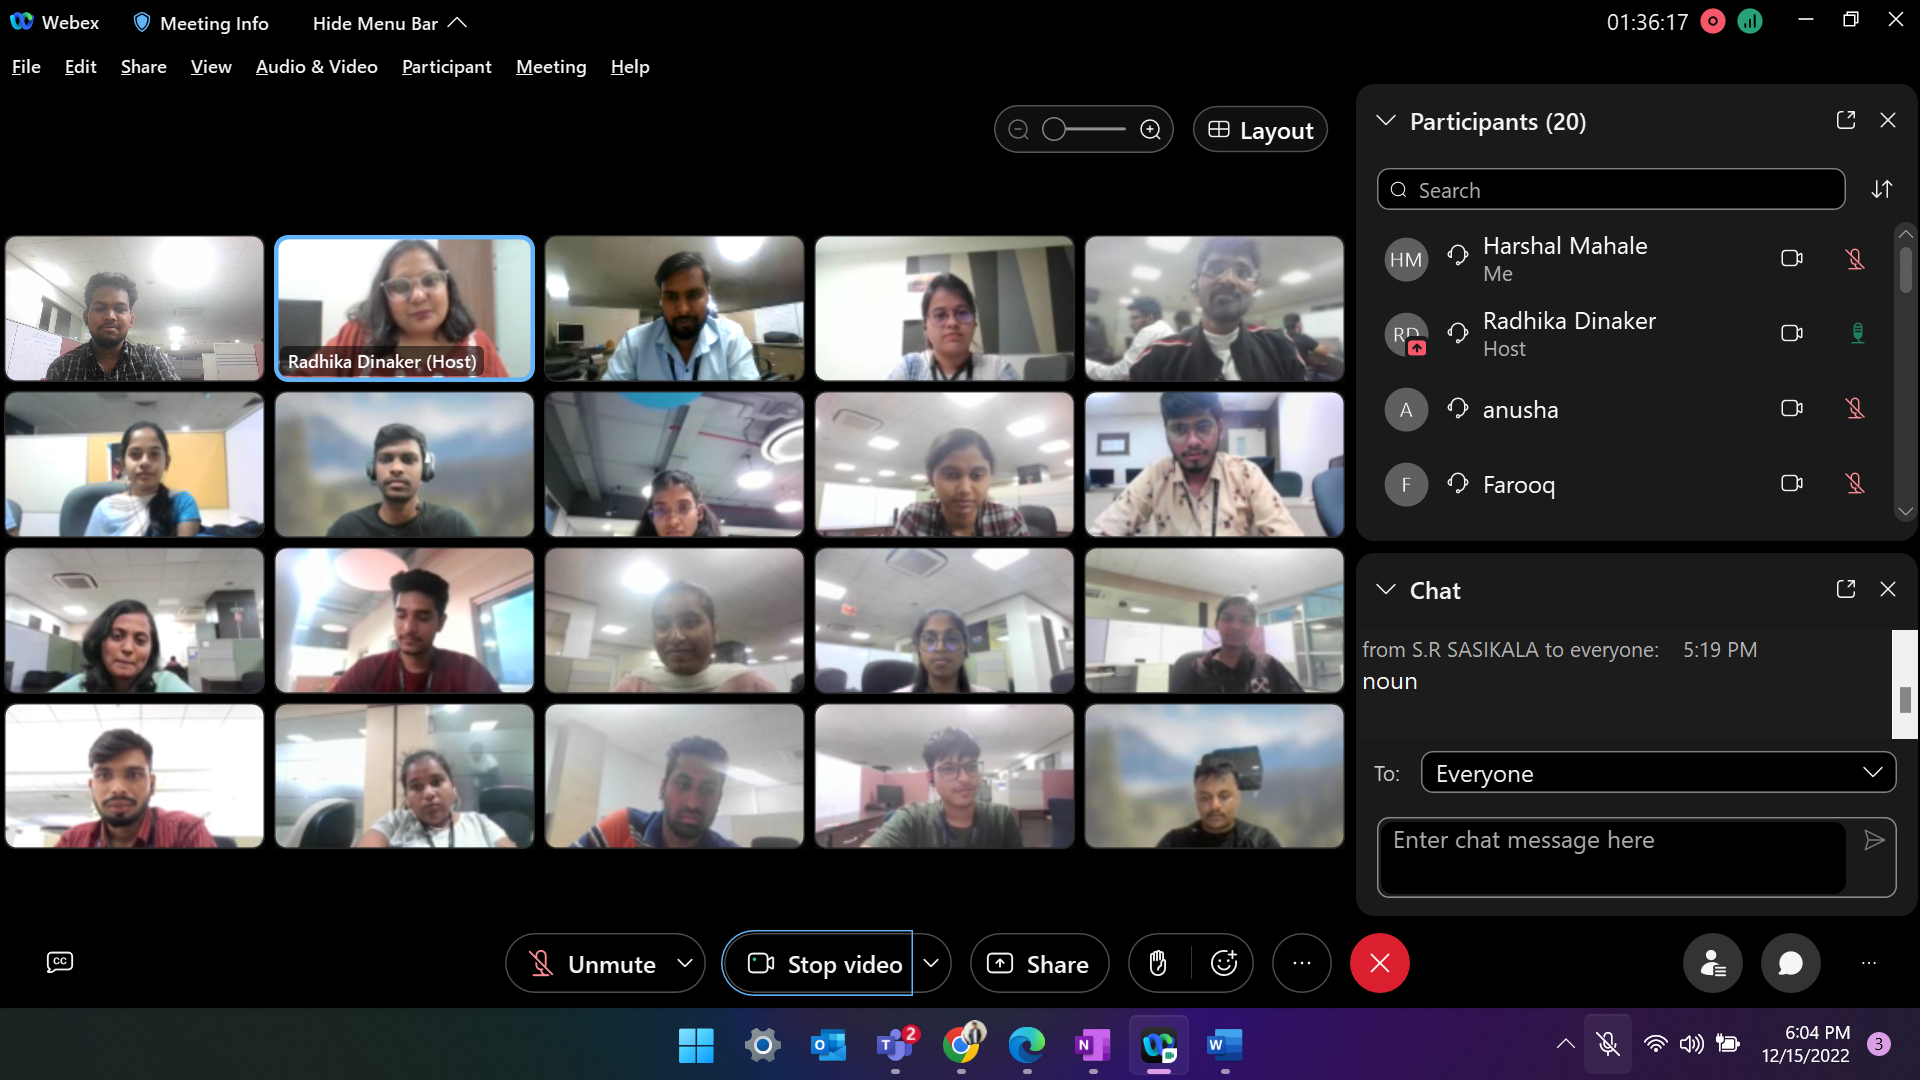 Webex
Meeting Info
Hide Menu Bar
01:36:17
File Edit Share View Audio & Video Participant Meeting Help
Layout
Radhika Dinaker (Host)
Participants (20)
Search
HM
Harshal Mahale
Me
RD
Radhika Dinaker
Host
A
anusha
F
Farooq
Chat
from S.R SASIKALA to everyone: 5:19 PM
noun
To:
Everyone
Enter chat message here
CC
Unmute
Stop video
Share
O
T
2
N
W
6:04 PM
12/15/2022
3